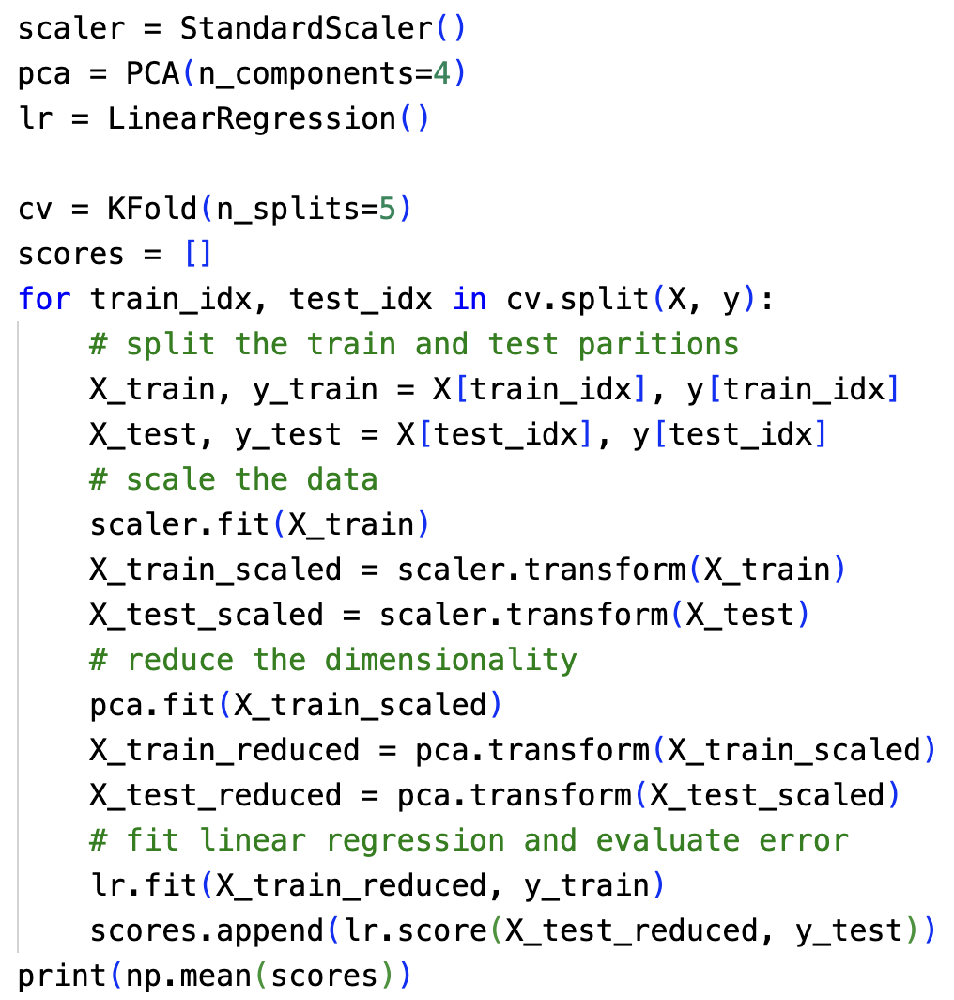 scaler = StandardScaler()
pca = PCA(n_components=4)
lr = LinearRegression()

cv = KFold(n_splits=5)
scores = []
for train_idx, test_idx in cv.split(X, y):
    # split the train and test paritions
    X_train, y_train = X[train_idx], y[train_idx]
    X_test, y_test = X[test_idx], y[test_idx]
    # scale the data
    scaler.fit(X_train)
    X_train_scaled = scaler.transform(X_train)
    X_test_scaled = scaler.transform(X_test)
    # reduce the dimensionality
    pca.fit(X_train_scaled)
    X_train_reduced = pca.transform(X_train_scaled)
    X_test_reduced = pca.transform(X_test_scaled)
    # fit linear regression and evaluate error
    lr.fit(X_train_reduced, y_train)
    scores.append(lr.score(X_test_reduced, y_test))
print(np.mean(scores))